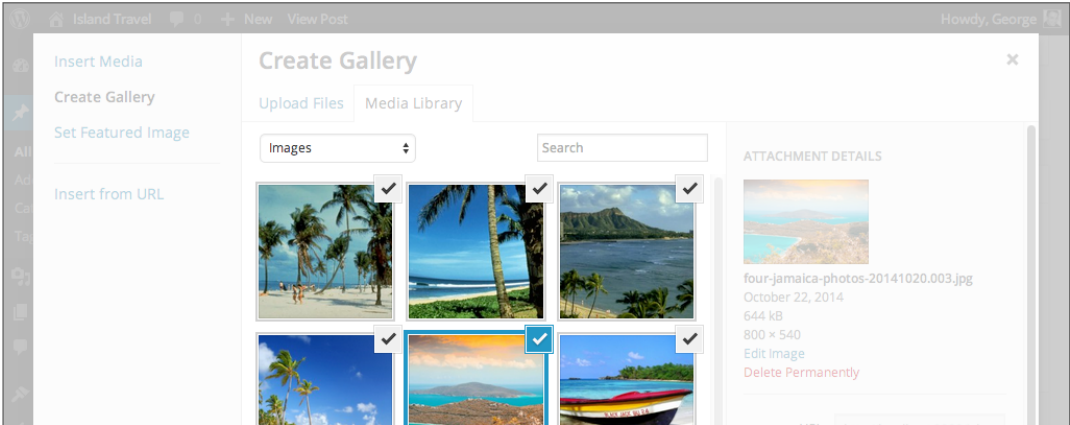 Island Travel 0 New View Post Howdy, George
Insert Media
Create Gallery
Set Featured Image
Insert from URL
Create Gallery
Upload Files Media Library
Images Search
ATTACHMENT DETAILS
four-jamaica-photos-20141020.003.jpg
October 22, 2014
644 kB
800 × 540
Edit Image
Delete Permanently
All